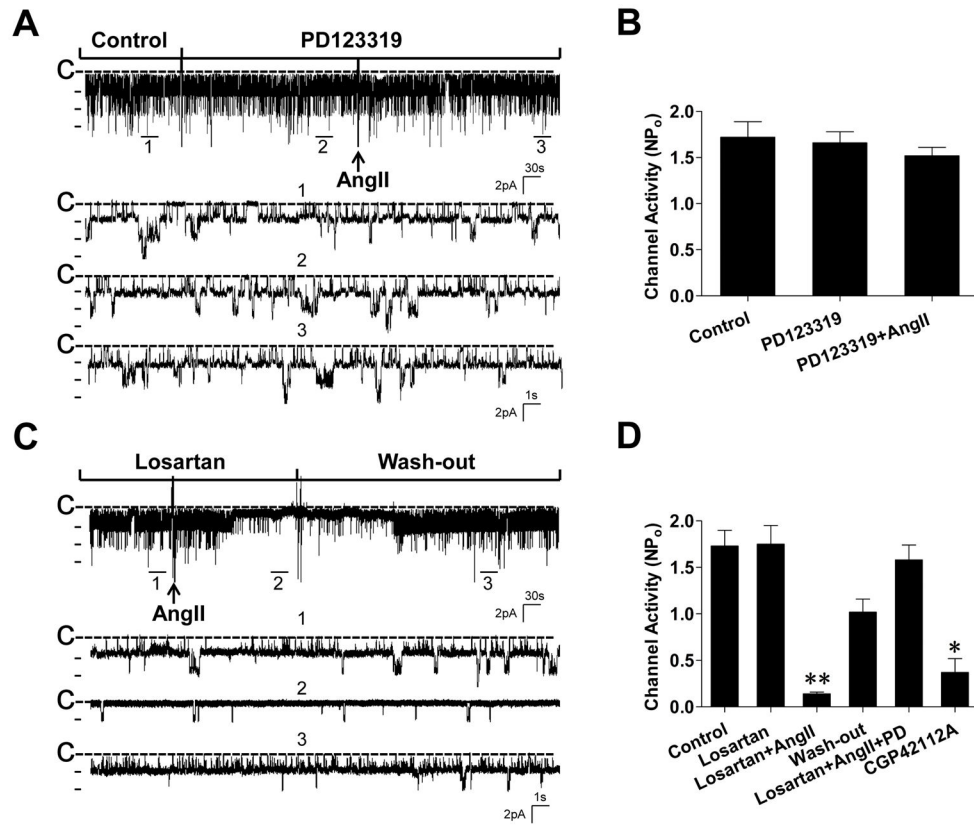 A
Control PD123319
C
1 2 3
AngII
30s
2pA
1
C
2
C
3
C
1s
2pA
B
Channel Activity (NPo)
2.0
1.5
1.0
0.5
0.0
Control
PD123319
PD123319+AngII
C
Losartan Wash-out
C
1 2 3
AngII
30s
2pA
1
C
2
C
3
C
1s
2pA
D
Channel Activity (NPo)
2.0
1.5
1.0
0.5
0.0
**
*
Control
Losartan
Losartan+AngII
Wash-out
Losartan+AngII+PD
CGP42112A